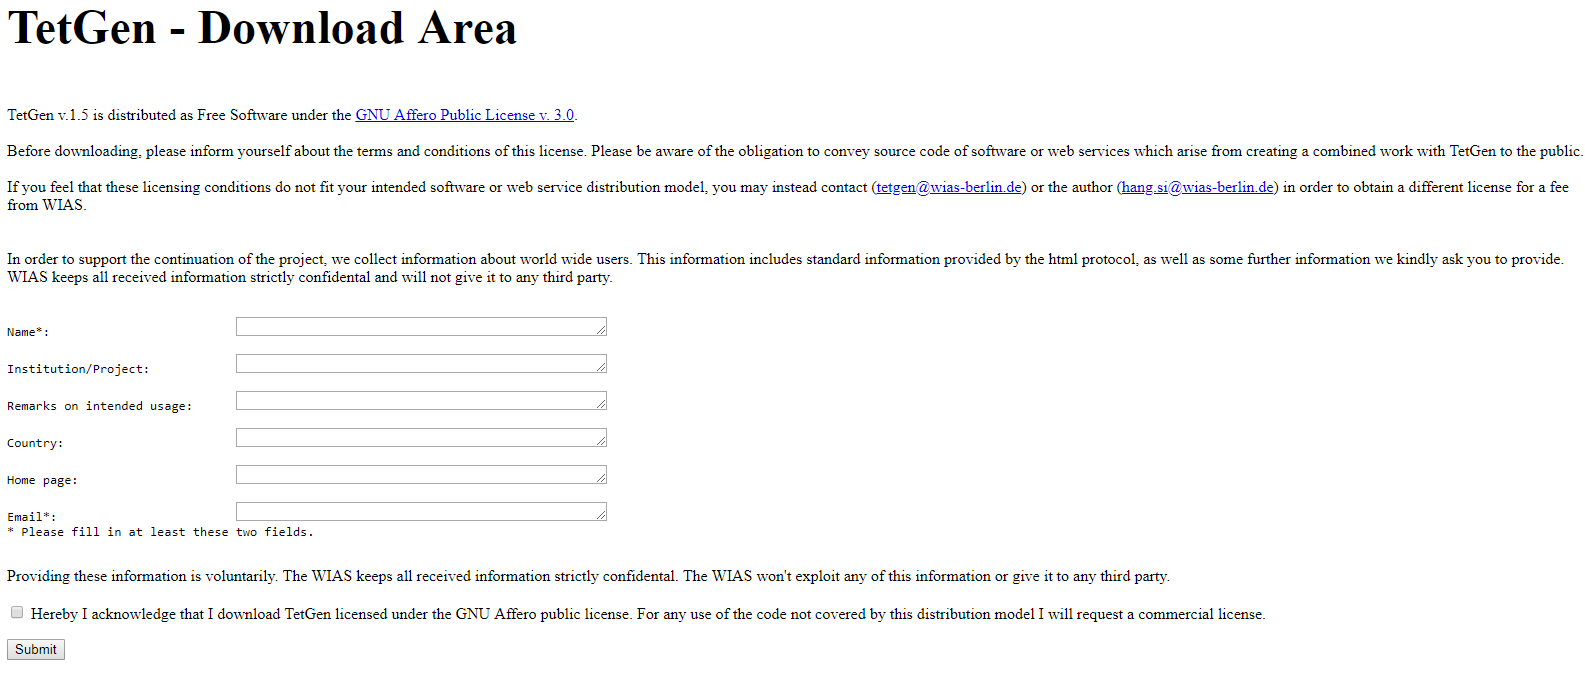 TetGen - Download Area
TetGen v.1.5 is distributed as Free Software under the GNU Affero Public License v. 3.0.
Before downloading, please inform yourself about the terms and conditions of this license. Please be aware of the obligation to convey source code of software or web services which arise from creating a combined work with TetGen to the public.
If you feel that these licensing conditions do not fit your intended software or web service distribution model, you may instead contact (tetgen@wias-berlin.de) or the author (hang.si@wias-berlin.de) in order to obtain a different license for a fee
from WIAS.
In order to support the continuation of the project, we collect information about world wide users. This information includes standard information provided by the html protocol, as well as some further information we kindly ask you to provide.
WIAS keeps all received information strictly confidental and will not give it to any third party.
Name*:
Institution/Project:
Remarks on intended usage:
Country:
Home page:
Email*:
* Please fill in at least these two fields.
Providing these information is voluntarily. The WIAS keeps all received information strictly confidental. The WIAS won't exploit any of this information or give it to any third party.
Hereby I acknowledge that I download TetGen licensed under the GNU Affero public license. For any use of the code not covered by this distribution model I will request a commercial license.
Submit